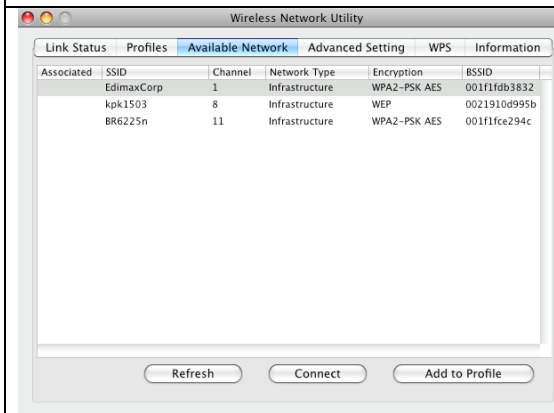 Wireless Network Utility
Link Status Profiles Available Network Advanced Setting WPS Information
Associated SSID Channel Network Type Encryption BSSID
EdimaxCorp 1 Infrastructure WPA2-PSK AES 001f1fdb3832
kpk1503 8 Infrastructure WEP 0021910d995b
BR6225n 11 Infrastructure WPA2-PSK AES 001f1fce294c
Refresh Connect Add to Profile